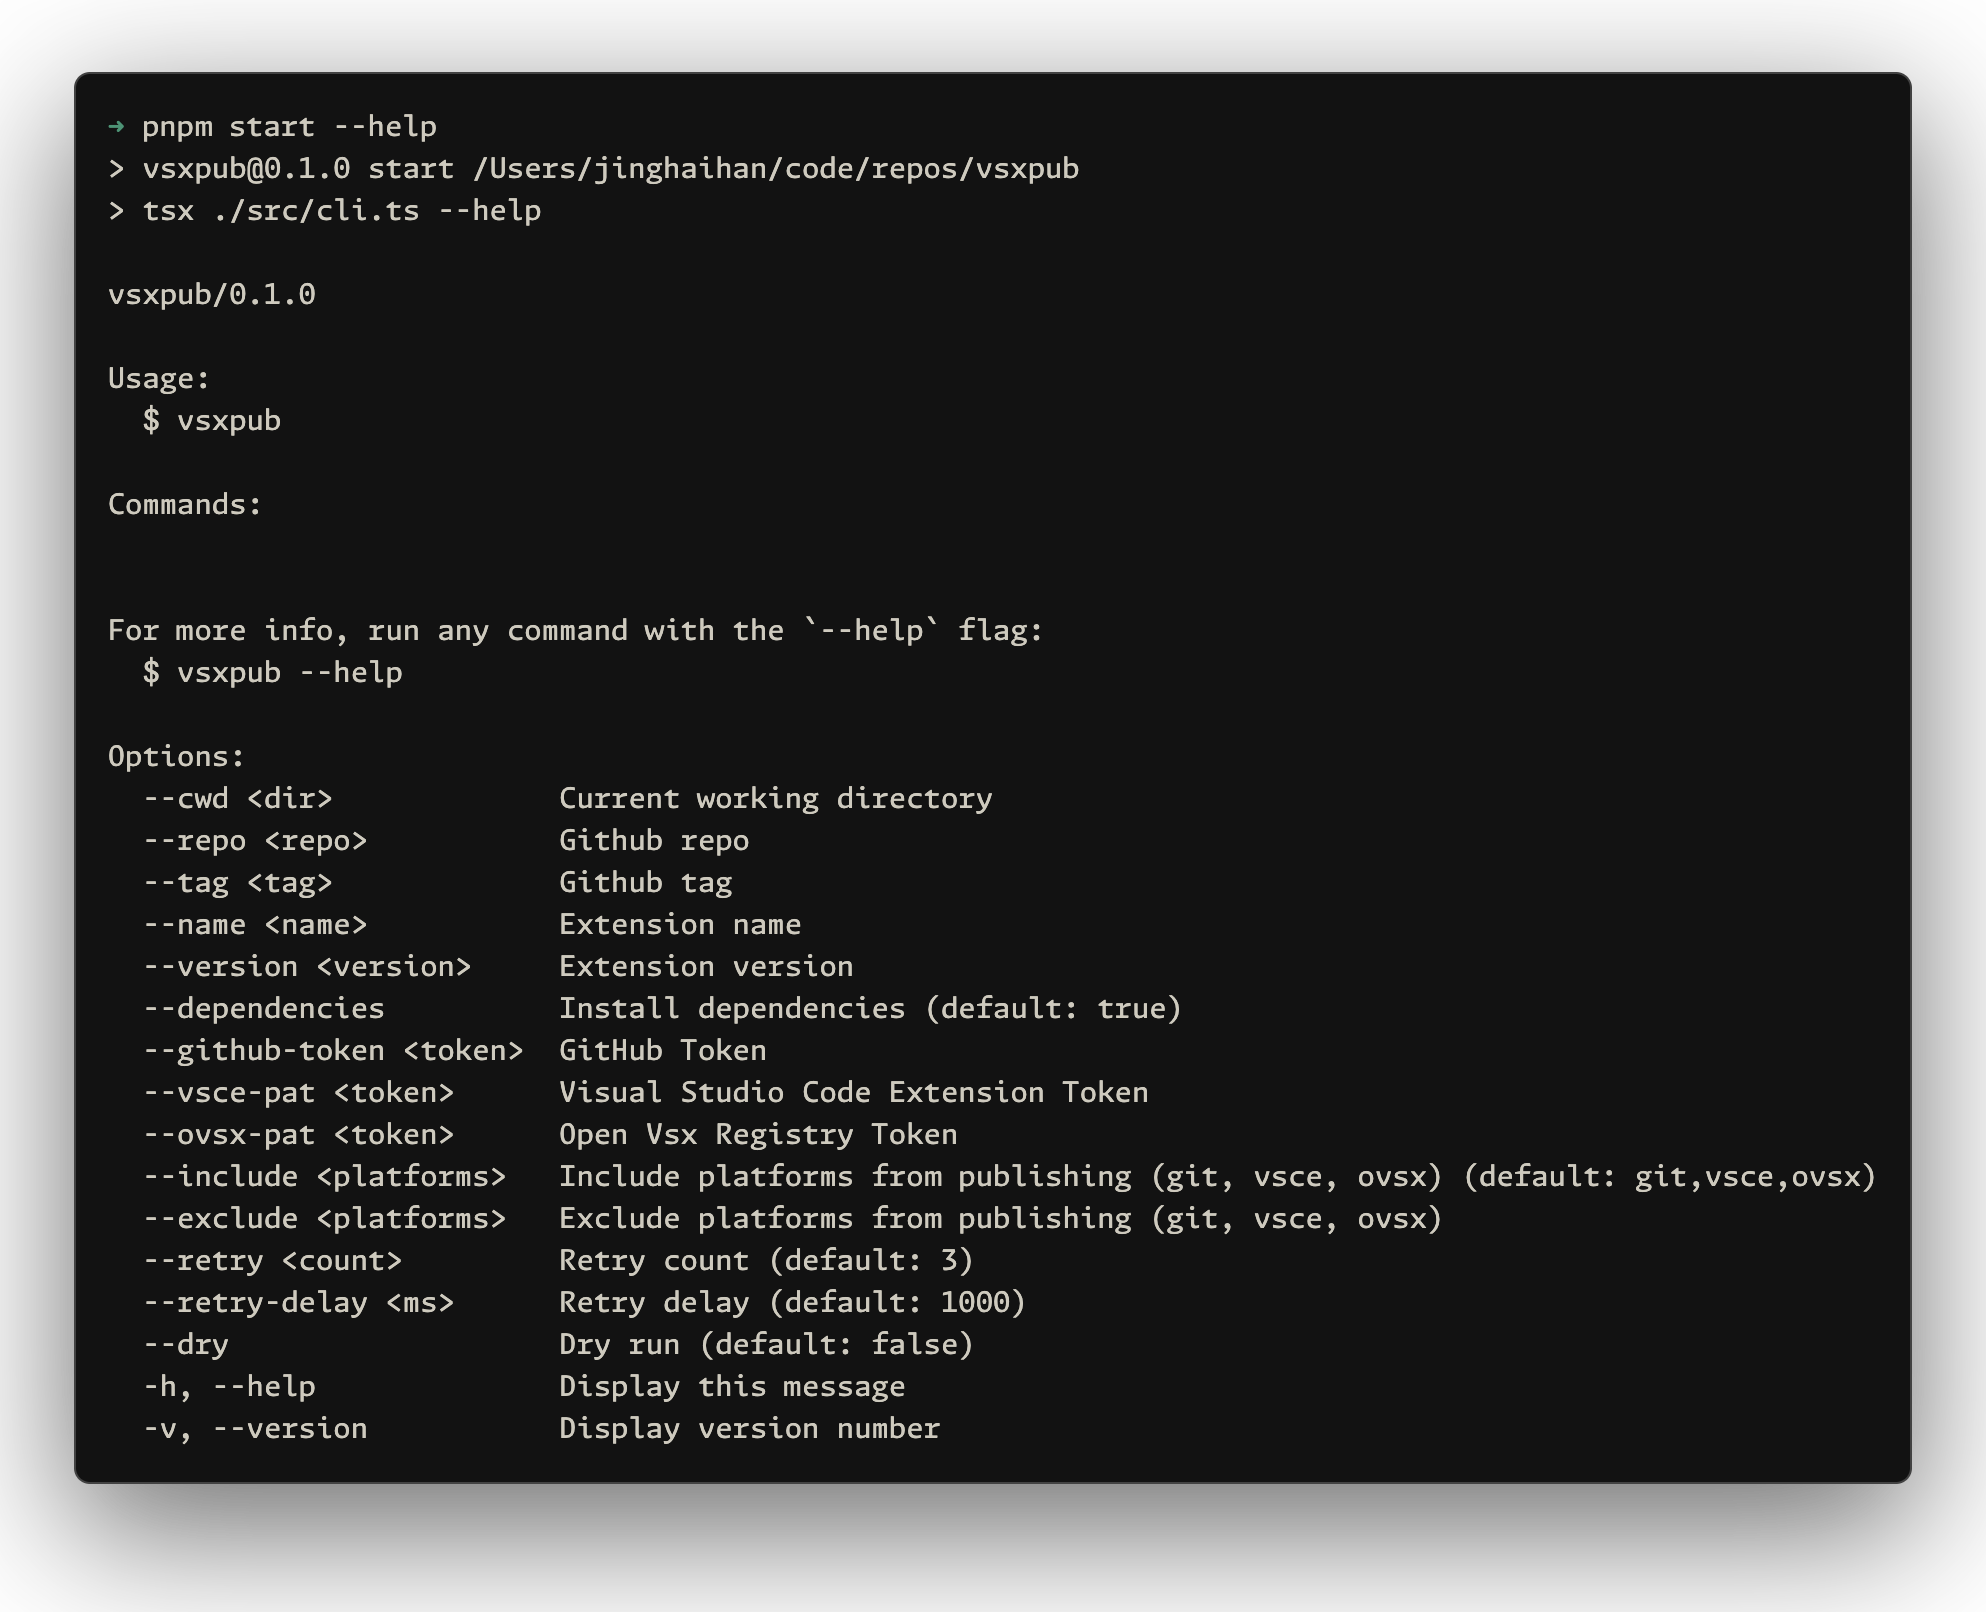 ➜ pnpm start --help
> vsxpub@0.1.0 start /Users/jinghaihan/code/repos/vsxpub
> tsx ./src/cli.ts --help

vsxpub/0.1.0

Usage:
  $ vsxpub

Commands:


For more info, run any command with the `--help` flag:
  $ vsxpub --help

Options:
  --cwd <dir>             Current working directory
  --repo <repo>           Github repo
  --tag <tag>             Github tag
  --name <name>           Extension name
  --version <version>     Extension version
  --dependencies          Install dependencies (default: true)
  --github-token <token>  GitHub Token
  --vsce-pat <token>      Visual Studio Code Extension Token
  --ovsx-pat <token>      Open Vsx Registry Token
  --include <platforms>   Include platforms from publishing (git, vsce, ovsx) (default: git,vsce,ovsx)
  --exclude <platforms>   Exclude platforms from publishing (git, vsce, ovsx)
  --retry <count>         Retry count (default: 3)
  --retry-delay <ms>      Retry delay (default: 1000)
  --dry                   Dry run (default: false)
  -h, --help              Display this message
  -v, --version           Display version number